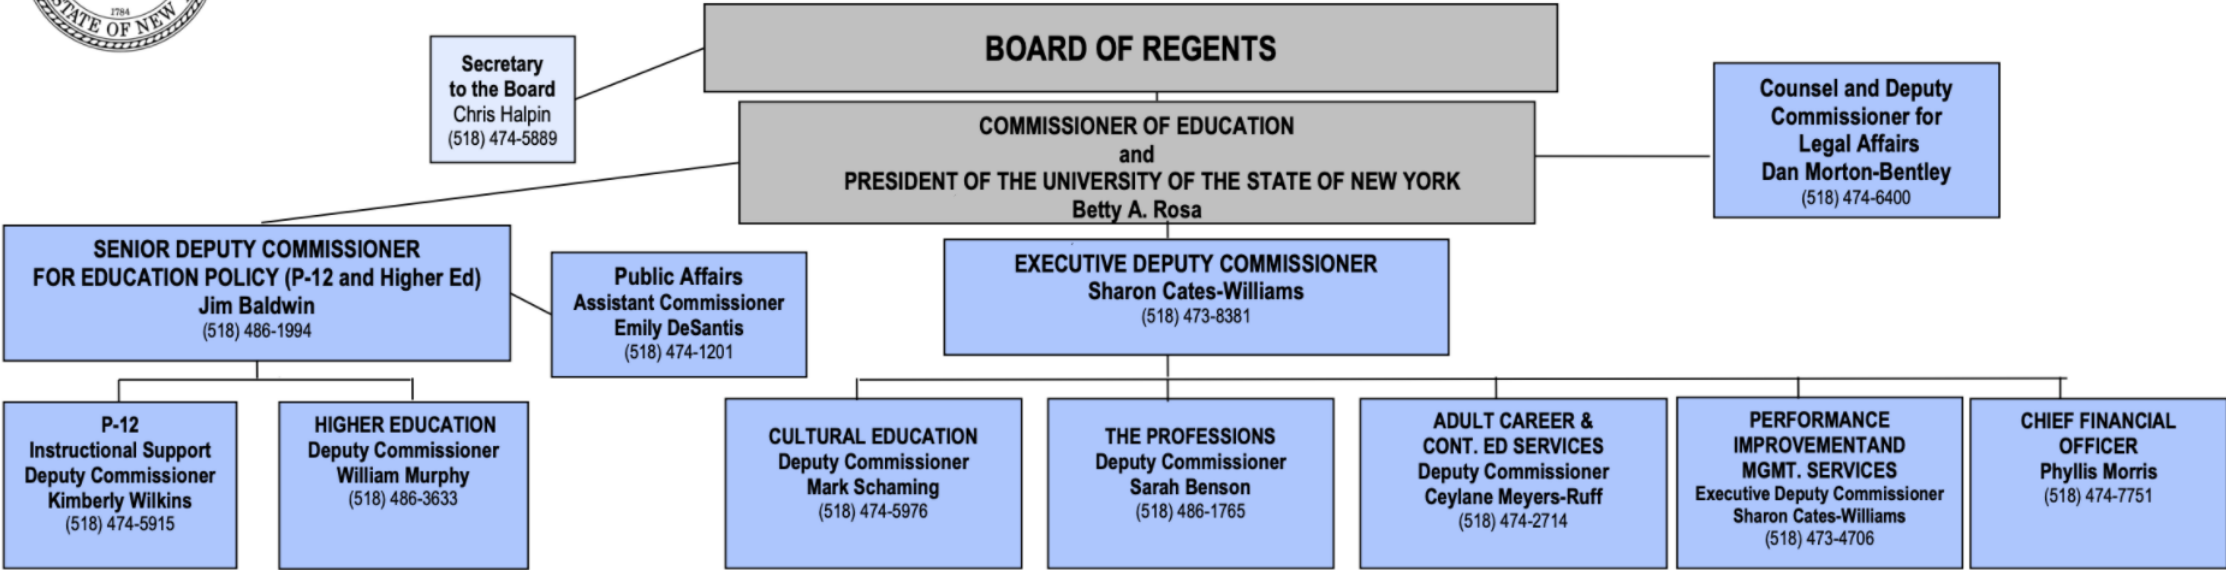 1784
STATE OF NEW
BOARD OF REGENTS
Secretary
to the Board
Chris Halpin
(518) 474-5889
COMMISSIONER OF EDUCATION
and
PRESIDENT OF THE UNIVERSITY OF THE STATE OF NEW YORK
Betty A. Rosa
Counsel and Deputy
Commissioner for
Legal Affairs
Dan Morton-Bentley
(518) 474-6400
SENIOR DEPUTY COMMISSIONER
FOR EDUCATION POLICY (P-12 and Higher Ed)
Jim Baldwin
(518) 486-1994
Public Affairs
Assistant Commissioner
Emily DeSantis
(518) 474-1201
EXECUTIVE DEPUTY COMMISSIONER
Sharon Cates-Williams
(518) 473-8381
P-12
Instructional Support
Deputy Commissioner
Kimberly Wilkins
(518) 474-5915
HIGHER EDUCATION
Deputy Commissioner
William Murphy
(518) 486-3633
CULTURAL EDUCATION
Deputy Commissioner
Mark Schaming
(518) 474-5976
THE PROFESSIONS
Deputy Commissioner
Sarah Benson
(518) 486-1765
ADULT CAREER &
CONT. ED SERVICES
Deputy Commissioner
Ceylane Meyers-Ruff
(518) 474-2714
PERFORMANCE
IMPROVEMENTAND
MGMT. SERVICES
Executive Deputy Commissioner
Sharon Cates-Williams
(518) 473-4706
CHIEF FINANCIAL
OFFICER
Phyllis Morris
(518) 474-7751